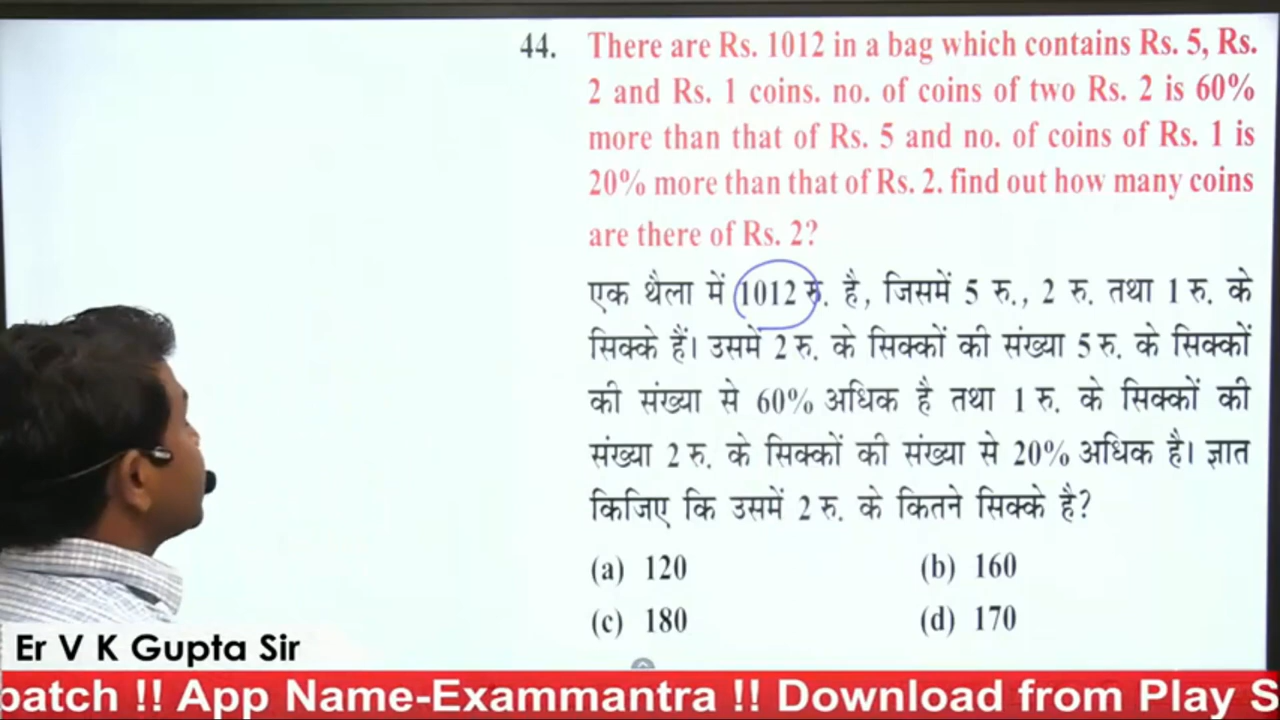 44. There are Rs. 1012 in a bag which contains Rs. 5, Rs.
2 and Rs. 1 coins. no. of coins of two Rs. 2 is 60%
more than that of Rs. 5 and no. of coins of Rs. 1 is
20% more than that of Rs. 2. find out how many coins
are there of Rs. 2?
एक थैला में 1012 रु. है, जिसमें 5 रु., 2 रु. तथा 1 रु. के
सिक्के हैं। उसमें 2 रु. के सिक्कों की संख्या 5 रु. के सिक्कों
की संख्या से 60% अधिक है तथा 1 रु. के सिक्कों की
संख्या 2 रु. के सिक्कों की संख्या से 20% अधिक है। ज्ञात
किजिए कि उसमें 2 रु. के कितने सिक्के है?
(a) 120 (b) 160
(c) 180 (d) 170
Er V K Gupta Sir
batch !! App Name-Exammantra !! Download from Play S